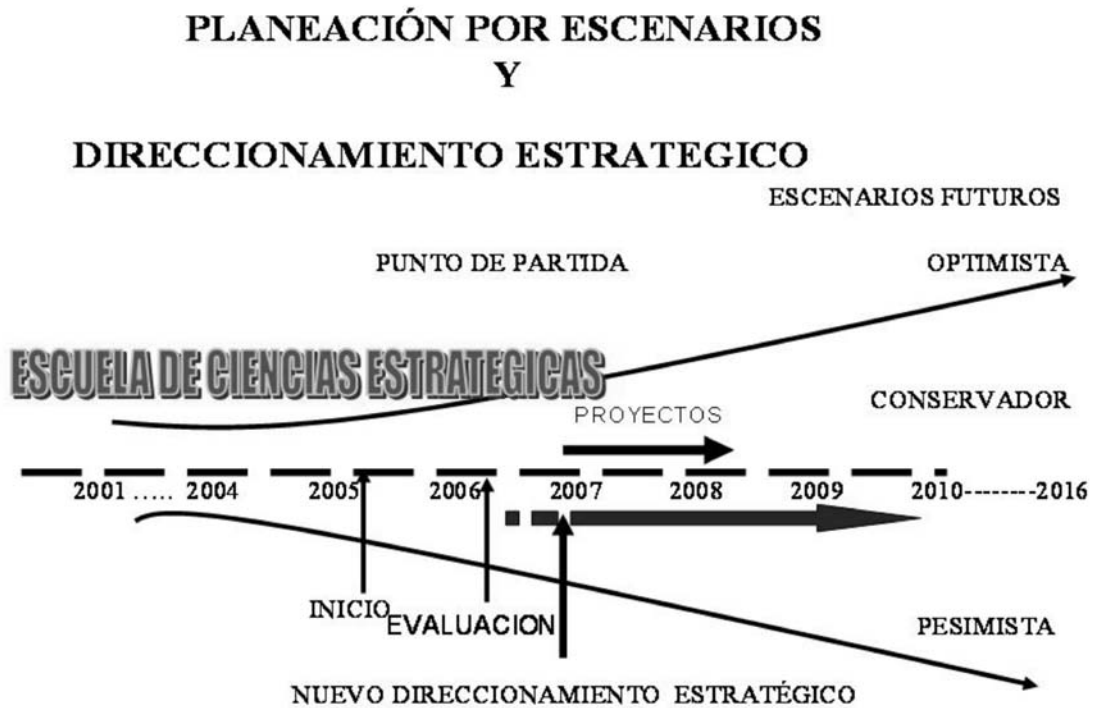 PLANEACIÓN POR ESCENARIOS
Y
DIRECCIONAMIENTO ESTRATEGICO
ESCENARIOS FUTUROS
PUNTO DE PARTIDA
OPTIMISTA
ESCUELA DE CIENCIAS ESTRATEGICAS
CONSERVADOR
PROYECTOS
2001 ..... 2004 2005 2006 2007 2008 2009 2010--------2016
INICIO
EVALUACION
PESIMISTA
NUEVO DIRECCIONAMIENTO ESTRATÉGICO